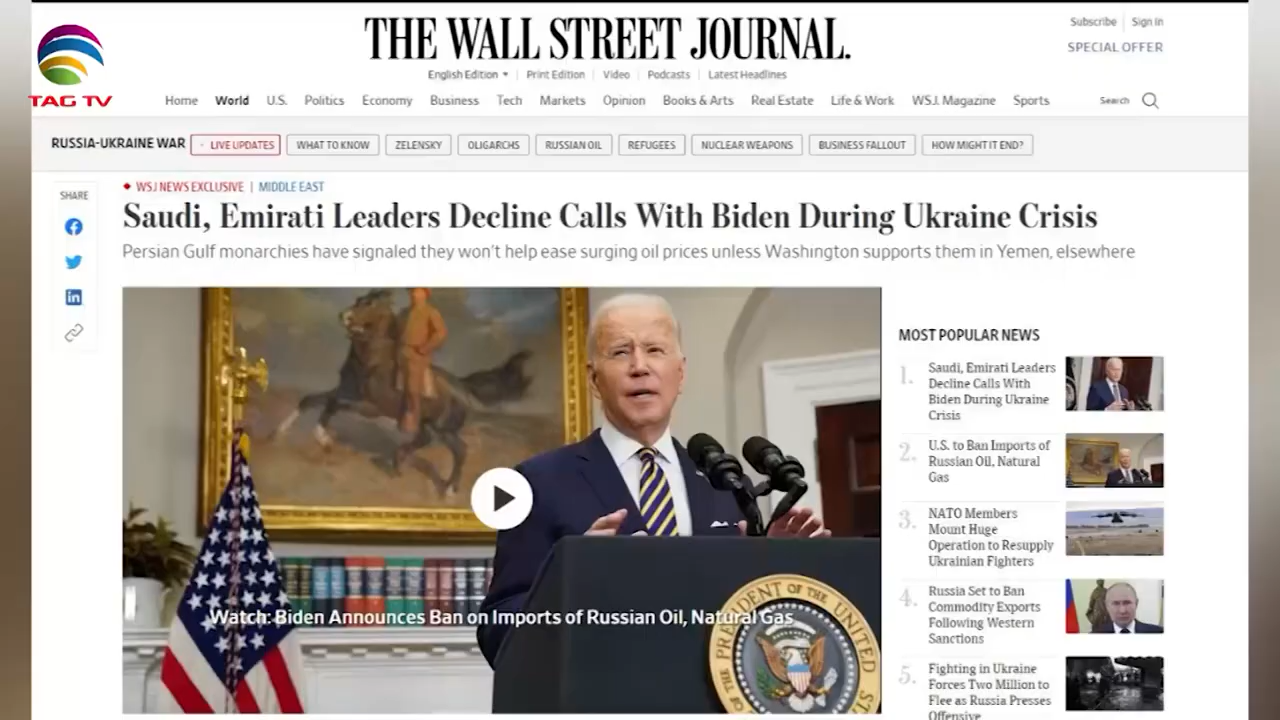 TAG TV
THE WALL STREET JOURNAL.
Subscribe | Sign In
SPECIAL OFFER
English Edition | Print Edition | Video | Podcasts | Latest Headlines
Home World U.S. Politics Economy Business Tech Markets Opinion Books & Arts Real Estate Life & Work WSJ. Magazine Sports Search
RUSSIA-UKRAINE WAR LIVE UPDATES WHAT TO KNOW ZELENSKY OLIGARCHS RUSSIAN OIL REFUGEES NUCLEAR WEAPONS BUSINESS FALLOUT HOW MIGHT IT END?
SHARE
WSJ NEWS EXCLUSIVE | MIDDLE EAST
Saudi, Emirati Leaders Decline Calls With Biden During Ukraine Crisis
Persian Gulf monarchies have signaled they won't help ease surging oil prices unless Washington supports them in Yemen, elsewhere
Watch: Biden Announces Ban on Imports of Russian Oil, Natural Gas
PRESIDENT OF THE UNITED
OF THE
MOST POPULAR NEWS
1. Saudi, Emirati Leaders
Decline Calls With
Biden During Ukraine
Crisis
2. U.S. to Ban Imports of
Russian Oil, Natural
Gas
3. NATO Members
Mount Huge
Operation to Resupply
Ukrainian Fighters
4. Russia Set to Ban
Commodity Exports
Following Western
Sanctions
5. Fighting in Ukraine
Forces Two Million to
Flee as Russia Presses
Offensive